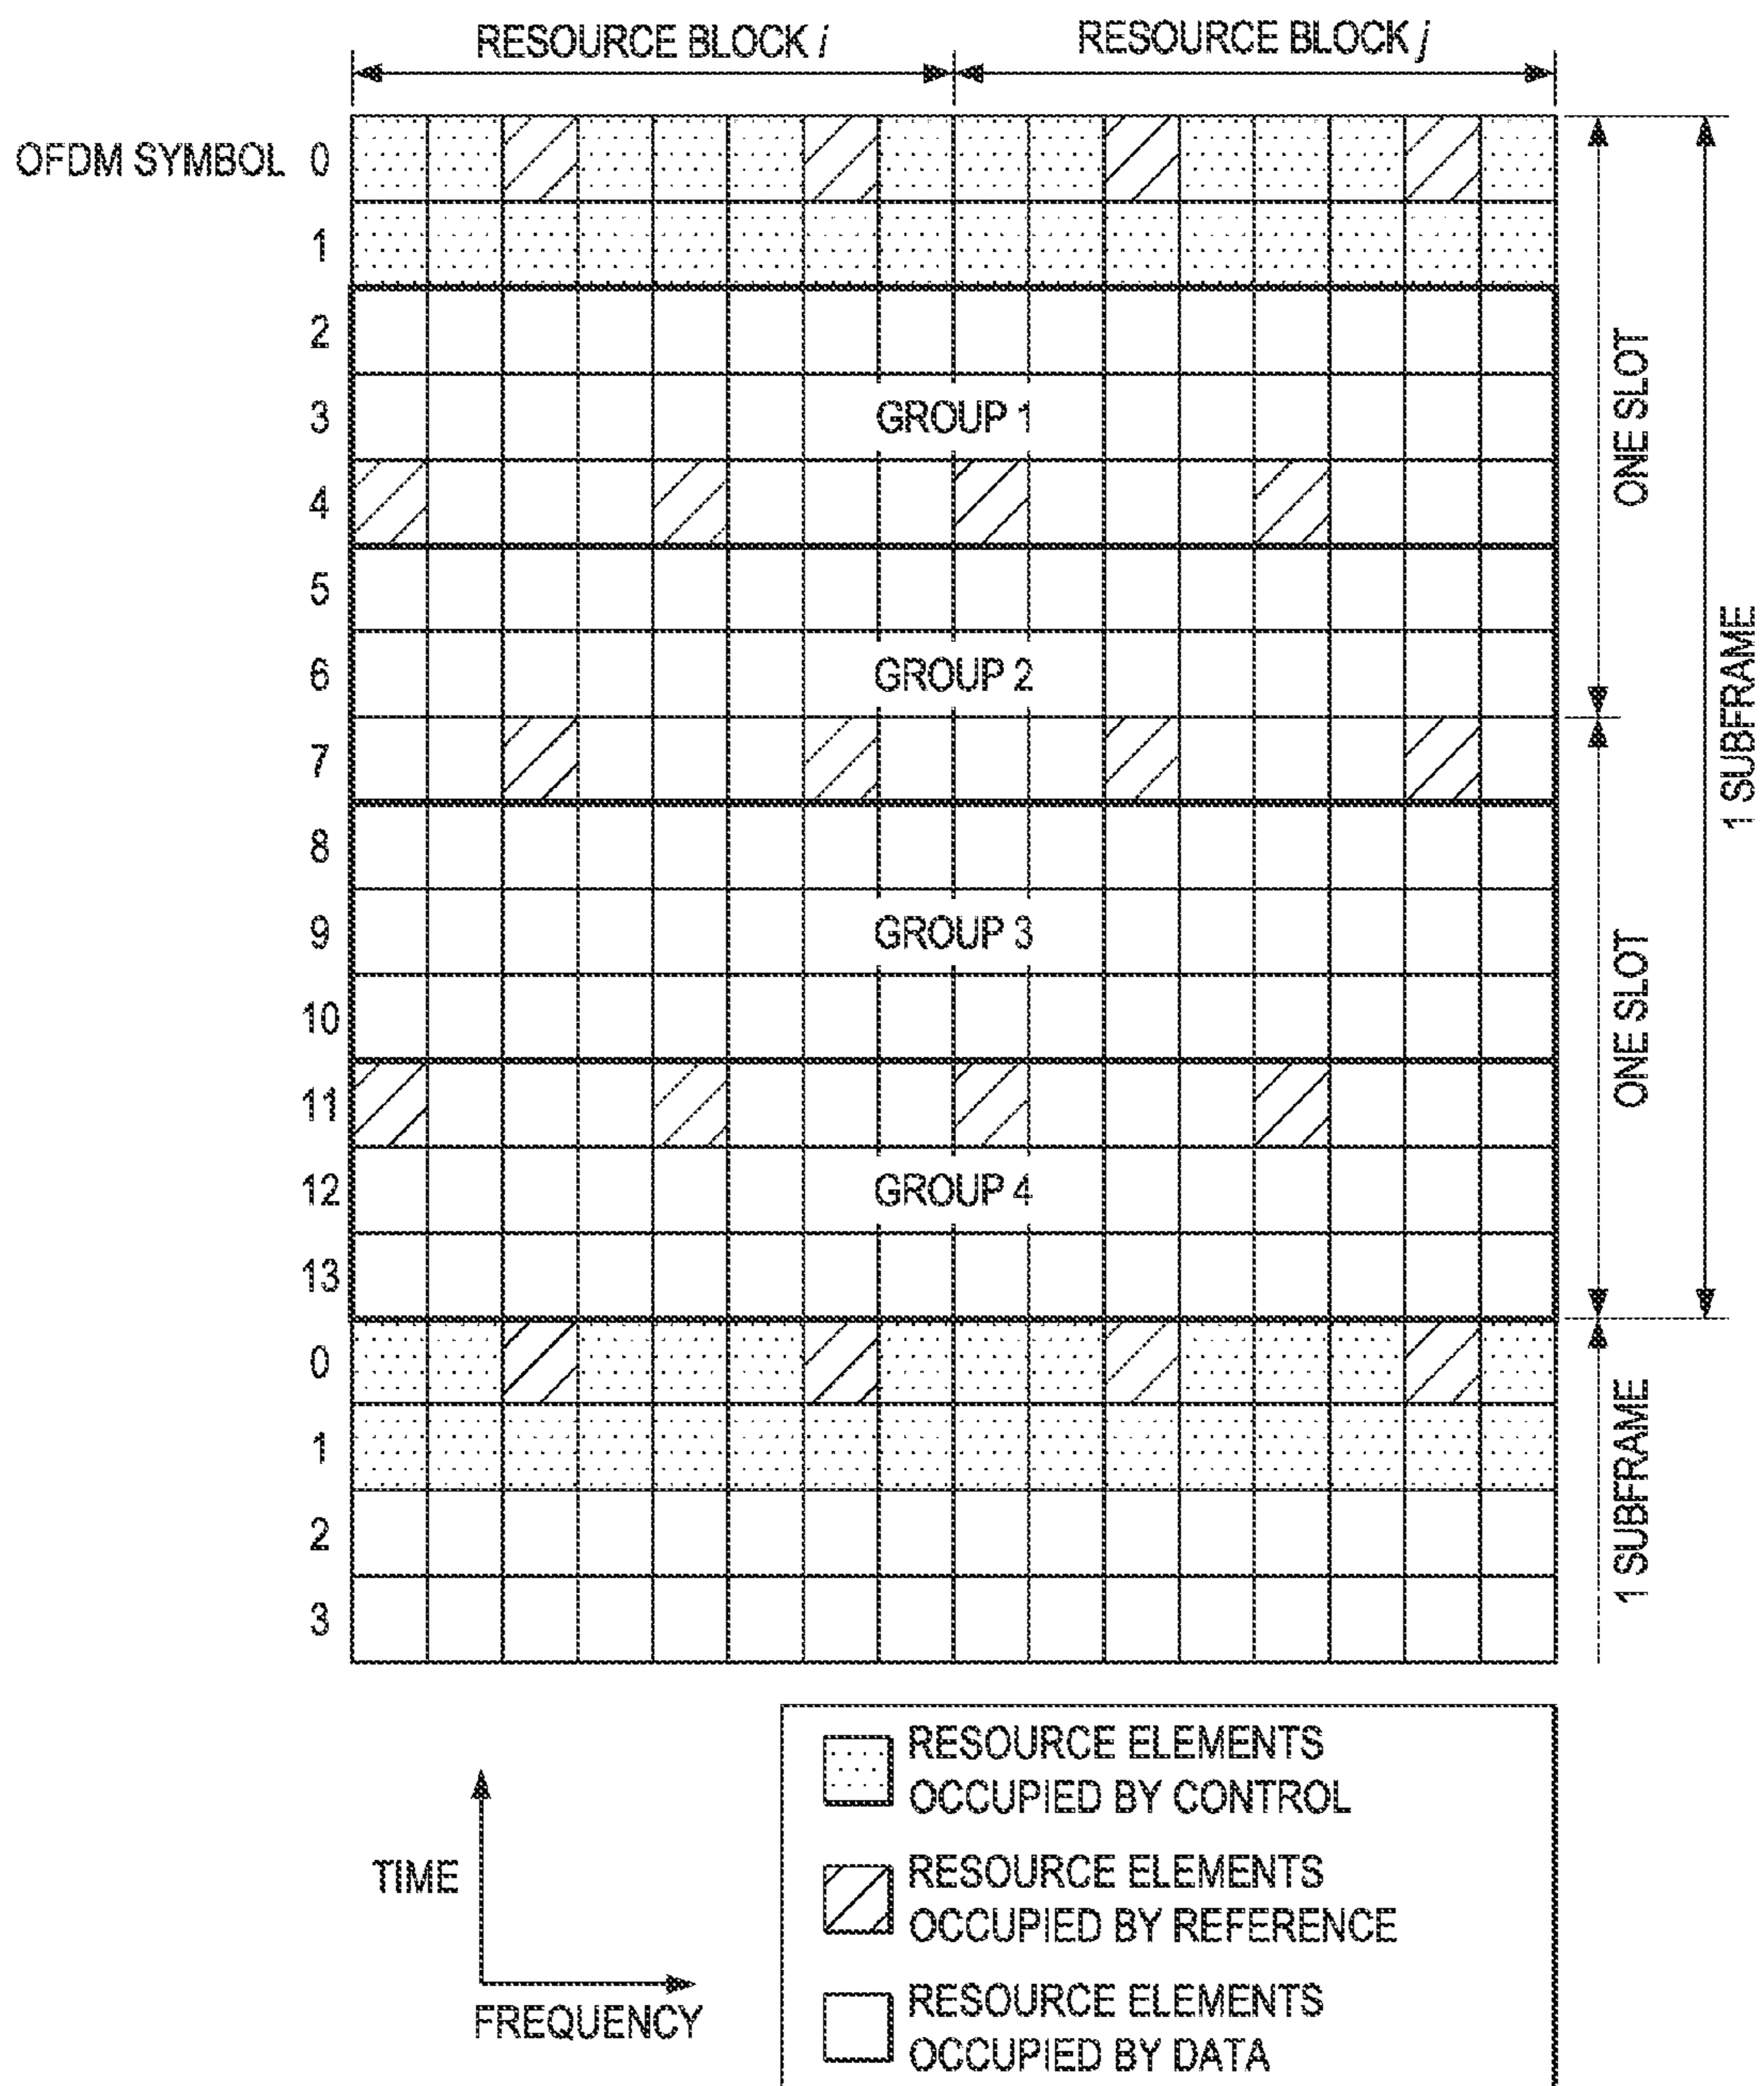 RESOURCE BLOCK i
RESOURCE BLOCK j
OFDM SYMBOL 0
1
2
3
GROUP 1
4
5
6
GROUP 2
7
8
9
GROUP 3
10
11
12
GROUP 4
13
0
1
2
3
ONE SLOT
ONE SLOT
1 SUBFRAME
1 SUBFRAME
TIME
FREQUENCY
RESOURCE ELEMENTS
OCCUPIED BY CONTROL
RESOURCE ELEMENTS
OCCUPIED BY REFERENCE
RESOURCE ELEMENTS
OCCUPIED BY DATA